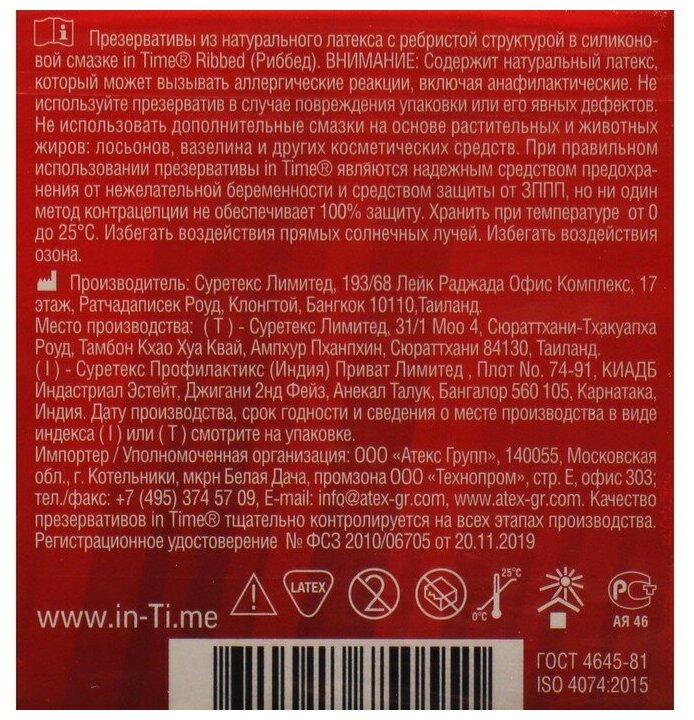 Презервативы из натурального латекса с ребристой структурой в силиконо-
вой смазке in Time® Ribbed (Риббед). ВНИМАНИЕ: Содержит натуральный латекс,
который может вызывать аллергические реакции, включая анафилактические. Не
используйте презерватив в случае повреждения упаковки или его явных дефектов.
Не использовать дополнительные смазки на основе растительных и животных
жиров: лосьонов, вазелина и других косметических средств. При правильном
использовании презервативы in Time® являются надежным средством предохра-
нения от нежелательной беременности и средством защиты от ЗППП, но ни один
метод контрацепции не обеспечивает 100% защиту. Хранить при температуре от 0
до 25°С. Избегать воздействия прямых солнечных лучей. Избегать воздействия
озона.
Производитель: Суретекс Лимитед, 193/68 Лейк Раджада Офис Комплекс, 17
этаж, Ратчадаписек Роуд, Клонгтой, Бангкок 10110,Таиланд.
Место производства: ( Т ) - Суретекс Лимитед, 31/1 Моо 4, Сюраттхани-Тхакуапха
Роуд, Тамбон Кхао Хуа Квай, Ампхур Пханпхин, Сюраттхани 84130, Таиланд.
( I ) - Суретекс Профилактикс (Индия) Приват Лимитед , Плот No. 74-91, КИАДБ
Индастриал Эстейт, Джигани 2нд Фейз, Анекал Талук, Бангалор 560 105, Карнатака,
Индия. Дату производства, срок годности и сведения о месте производства в виде
индекса ( I ) или ( Т ) смотрите на упаковке.
Импортер / Уполномоченная организация: ООО «Атекс Групп», 140055, Московская
обл., г. Котельники, мкрн Белая Дача, промзона ООО «Технопром», стр. Е, офис 303;
тел./факс: +7 (495) 374 57 09, E-mail: info@atex-gr.com, www.atex-gr.com. Качество
презервативов in Time® тщательно контролируется на всех этапах производства.
Регистрационное удостоверение № ФСЗ 2010/06705 от 20.11.2019
www.in-Ti.me
LATEX
2
25°C
0°C
РСТ
АЯ 46
ГОСТ 4645-81
ISO 4074:2015